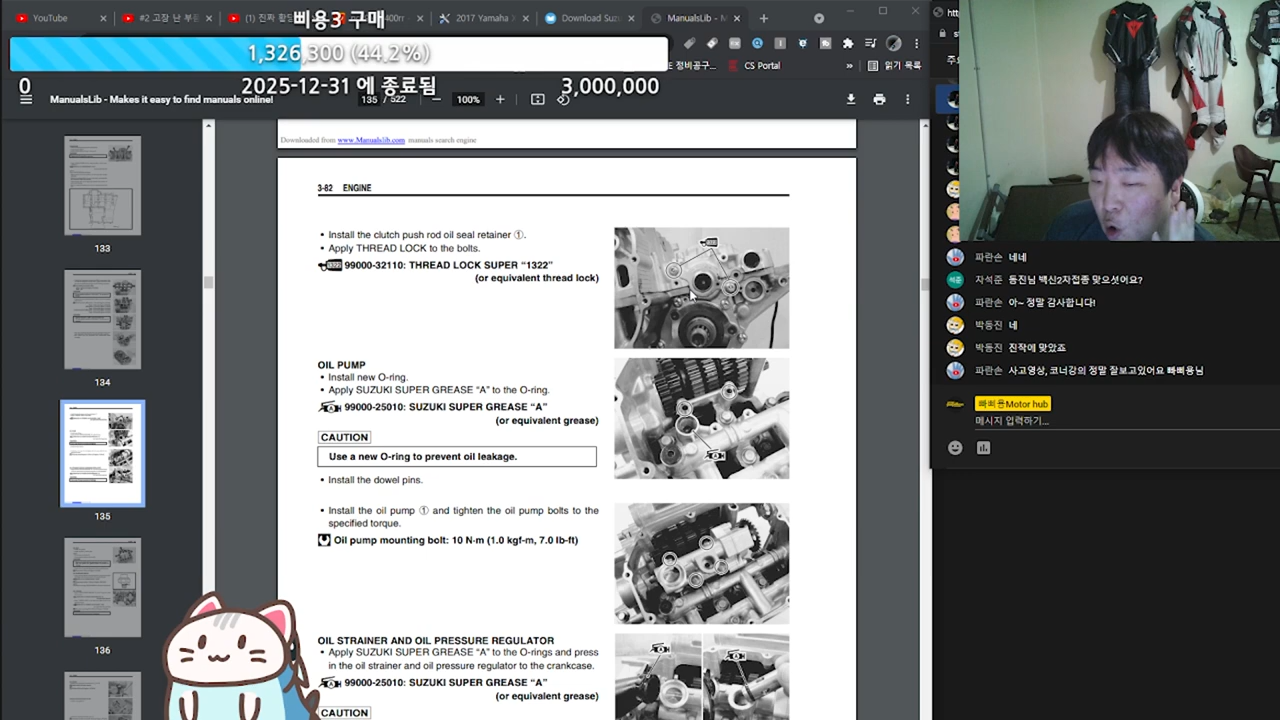 YouTube
#2 고장 난 부품
(1) 진짜 황당
400m
2017 Yamaha
Download Suzu
ManualsLib - M
삐용3 구매
1,326,300 (44.2%)
0
2025-12-31 에 종료됨
3,000,000
E 정비공구...
CS Portal
»
읽기 목록
ManualsLib - Makes it easy to find manuals online!
135 / 522
100%
Downloaded from www.Manualslib.com manuals search engine
3-82 ENGINE
• Install the clutch push rod oil seal retainer ①.
• Apply THREAD LOCK to the bolts.
1322 99000-32110: THREAD LOCK SUPER “1322”
(or equivalent thread lock)
OIL PUMP
• Install new O-ring.
• Apply SUZUKI SUPER GREASE “A” to the O-ring.
99000-25010: SUZUKI SUPER GREASE “A”
(or equivalent grease)
CAUTION
Use a new O-ring to prevent oil leakage.
• Install the dowel pins.
• Install the oil pump ① and tighten the oil pump bolts to the
specified torque.
Oil pump mounting bolt: 10 N·m (1.0 kgf-m, 7.0 lb-ft)
OIL STRAINER AND OIL PRESSURE REGULATOR
• Apply SUZUKI SUPER GREASE “A” to the O-rings and press
in the oil strainer and oil pressure regulator to the crankcase.
99000-25010: SUZUKI SUPER GREASE “A”
(or equivalent grease)
CAUTION
133
134
135
136
파란손 네네
석준 자석준 동진님 백신2차접종 맞으셧어요?
파란손 아~ 정말 감사합니다!
박동진 네
박동진 진작에 맞았죠
파란손 사고영상, 코너강의 정말 잘보고있어요 빠삐용님
빠삐용Motor hub
메시지 입력하기...